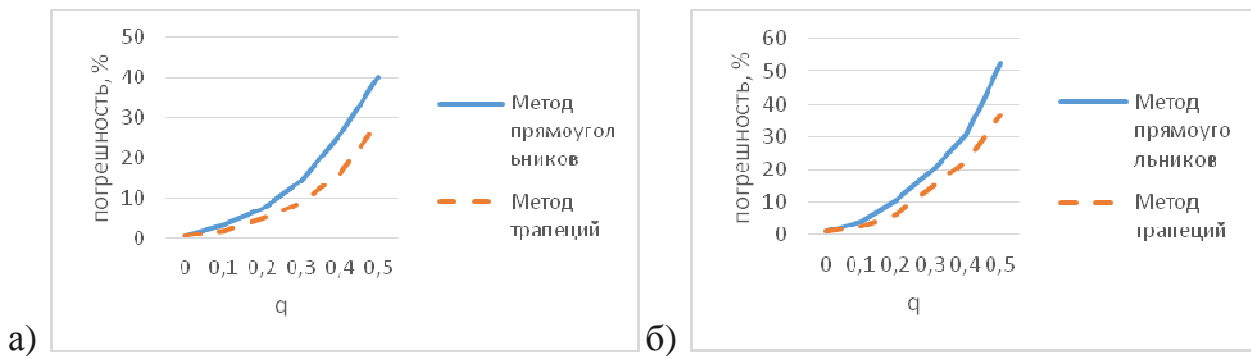 50
40
30
20
10
0
погрешность, %
0 0,1 0,2 0,3 0,4 0,5
q
Метод
прямоугол
ьников
Метод
трапеций
а)
60
50
40
30
20
10
0
погрешность, %
0 0,1 0,2 0,3 0,4 0,5
q
Метод
прямоуго
льников
Метод
трапеций
б)